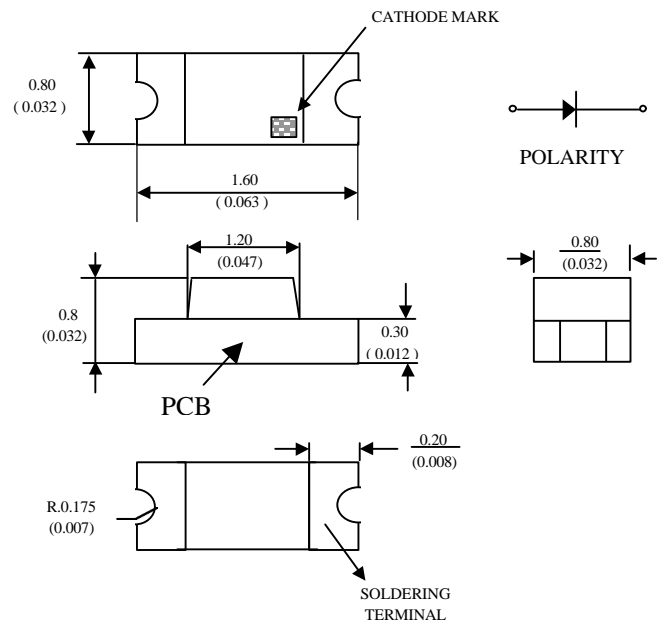 CATHODE MARK
0.80
( 0.032 )
POLARITY
1.60
( 0.063 )
1.20
(0.047)
0.80
(0.032)
0.8
(0.032)
0.30
( 0.012 )
PCB
0.20
(0.008)
R.0.175
(0.007)
SOLDERING
TERMINAL